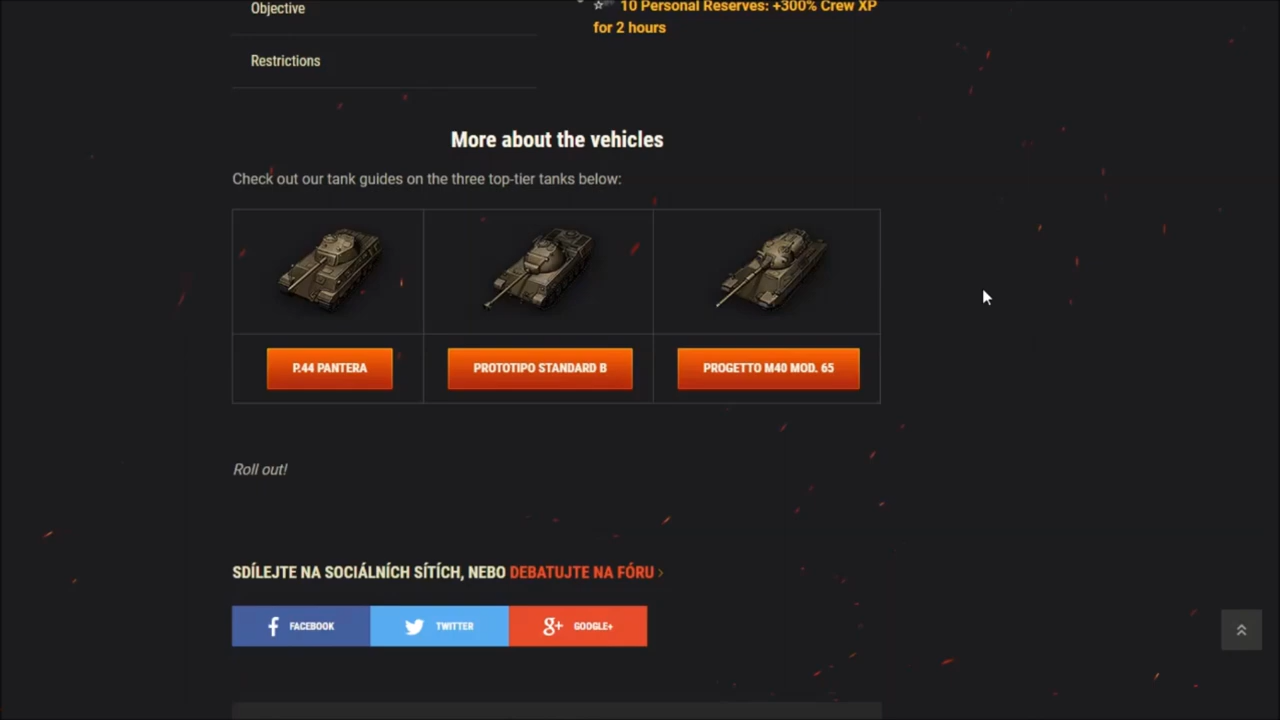 Objective
10 Personal Reserves: +300% Crew XP
for 2 hours
Restrictions
More about the vehicles
Check out our tank guides on the three top-tier tanks below:
P.44 PANTERA
PROTOTIPO STANDARD B
PROGETTO M40 MOD. 65
Roll out!
SDÍLEJTE NA SOCIÁLNÍCH SÍTÍCH, NEBO DEBATUJTE NA FÓRU ›
FACEBOOK
TWITTER
g+ GOOGLE+